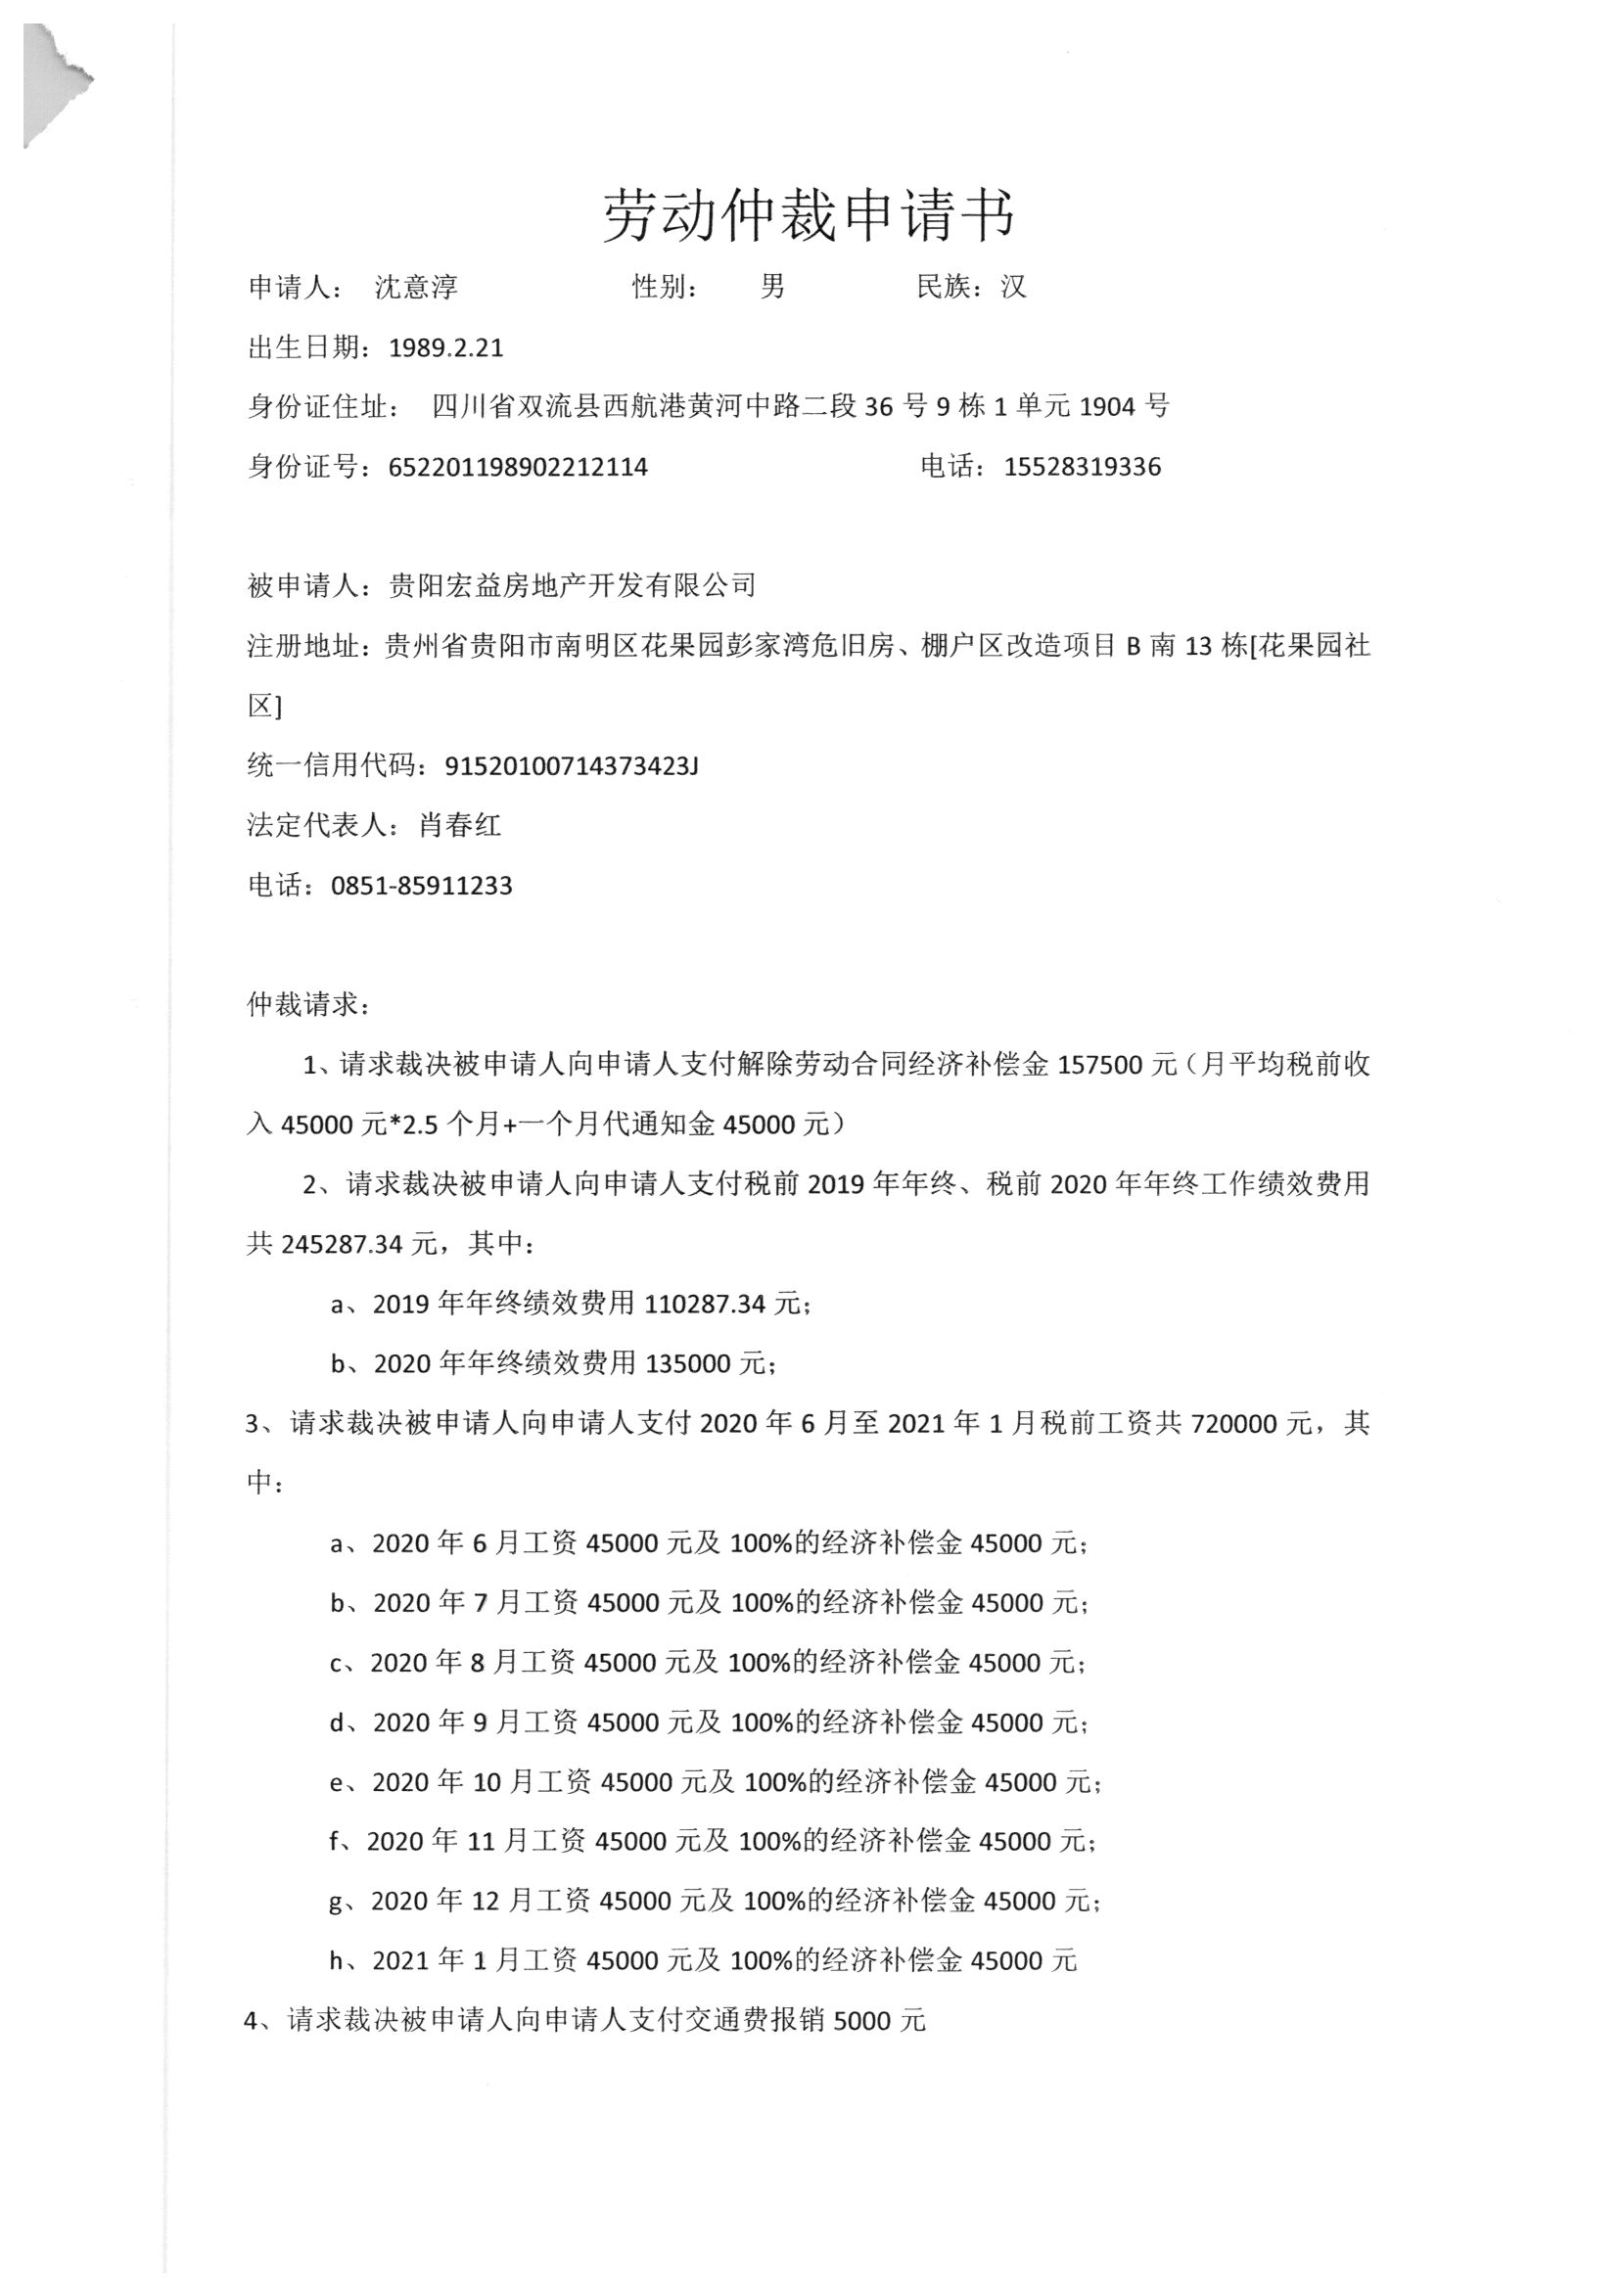 劳动仲裁申请书
申请人： 沈意淳 性别： 男 民族：汉
出生日期：1989.2.21
身份证住址： 四川省双流县西航港黄河中路二段 36 号 9 栋 1 单元 1904 号
身份证号：652201198902212114 电话：15528319336
被申请人：贵阳宏益房地产开发有限公司
注册地址：贵州省贵阳市南明区花果园彭家湾危旧房、棚户区改造项目 B 南 13 栋[花果园社
区]
统一信用代码：91520100714373423J
法定代表人：肖春红
电话：0851-85911233
仲裁请求：
1、请求裁决被申请人向申请人支付解除劳动合同经济补偿金 157500 元（月平均税前收
入 45000 元*2.5 个月+一个月代通知金 45000 元）
2、请求裁决被申请人向申请人支付税前 2019 年年终、税前 2020 年年终工作绩效费用
共 245287.34 元，其中：
a、2019 年年终绩效费用 110287.34 元；
b、2020 年年终绩效费用 135000 元；
3、请求裁决被申请人向申请人支付 2020 年 6 月至 2021 年 1 月税前工资共 720000 元，其
中：
a、2020 年 6 月工资 45000 元及 100%的经济补偿金 45000 元；
b、2020 年 7 月工资 45000 元及 100%的经济补偿金 45000 元；
c、2020 年 8 月工资 45000 元及 100%的经济补偿金 45000 元；
d、2020 年 9 月工资 45000 元及 100%的经济补偿金 45000 元；
e、2020 年 10 月工资 45000 元及 100%的经济补偿金 45000 元；
f、2020 年 11 月工资 45000 元及 100%的经济补偿金 45000 元；
g、2020 年 12 月工资 45000 元及 100%的经济补偿金 45000 元；
h、2021 年 1 月工资 45000 元及 100%的经济补偿金 45000 元
4、请求裁决被申请人向申请人支付交通费报销 5000 元